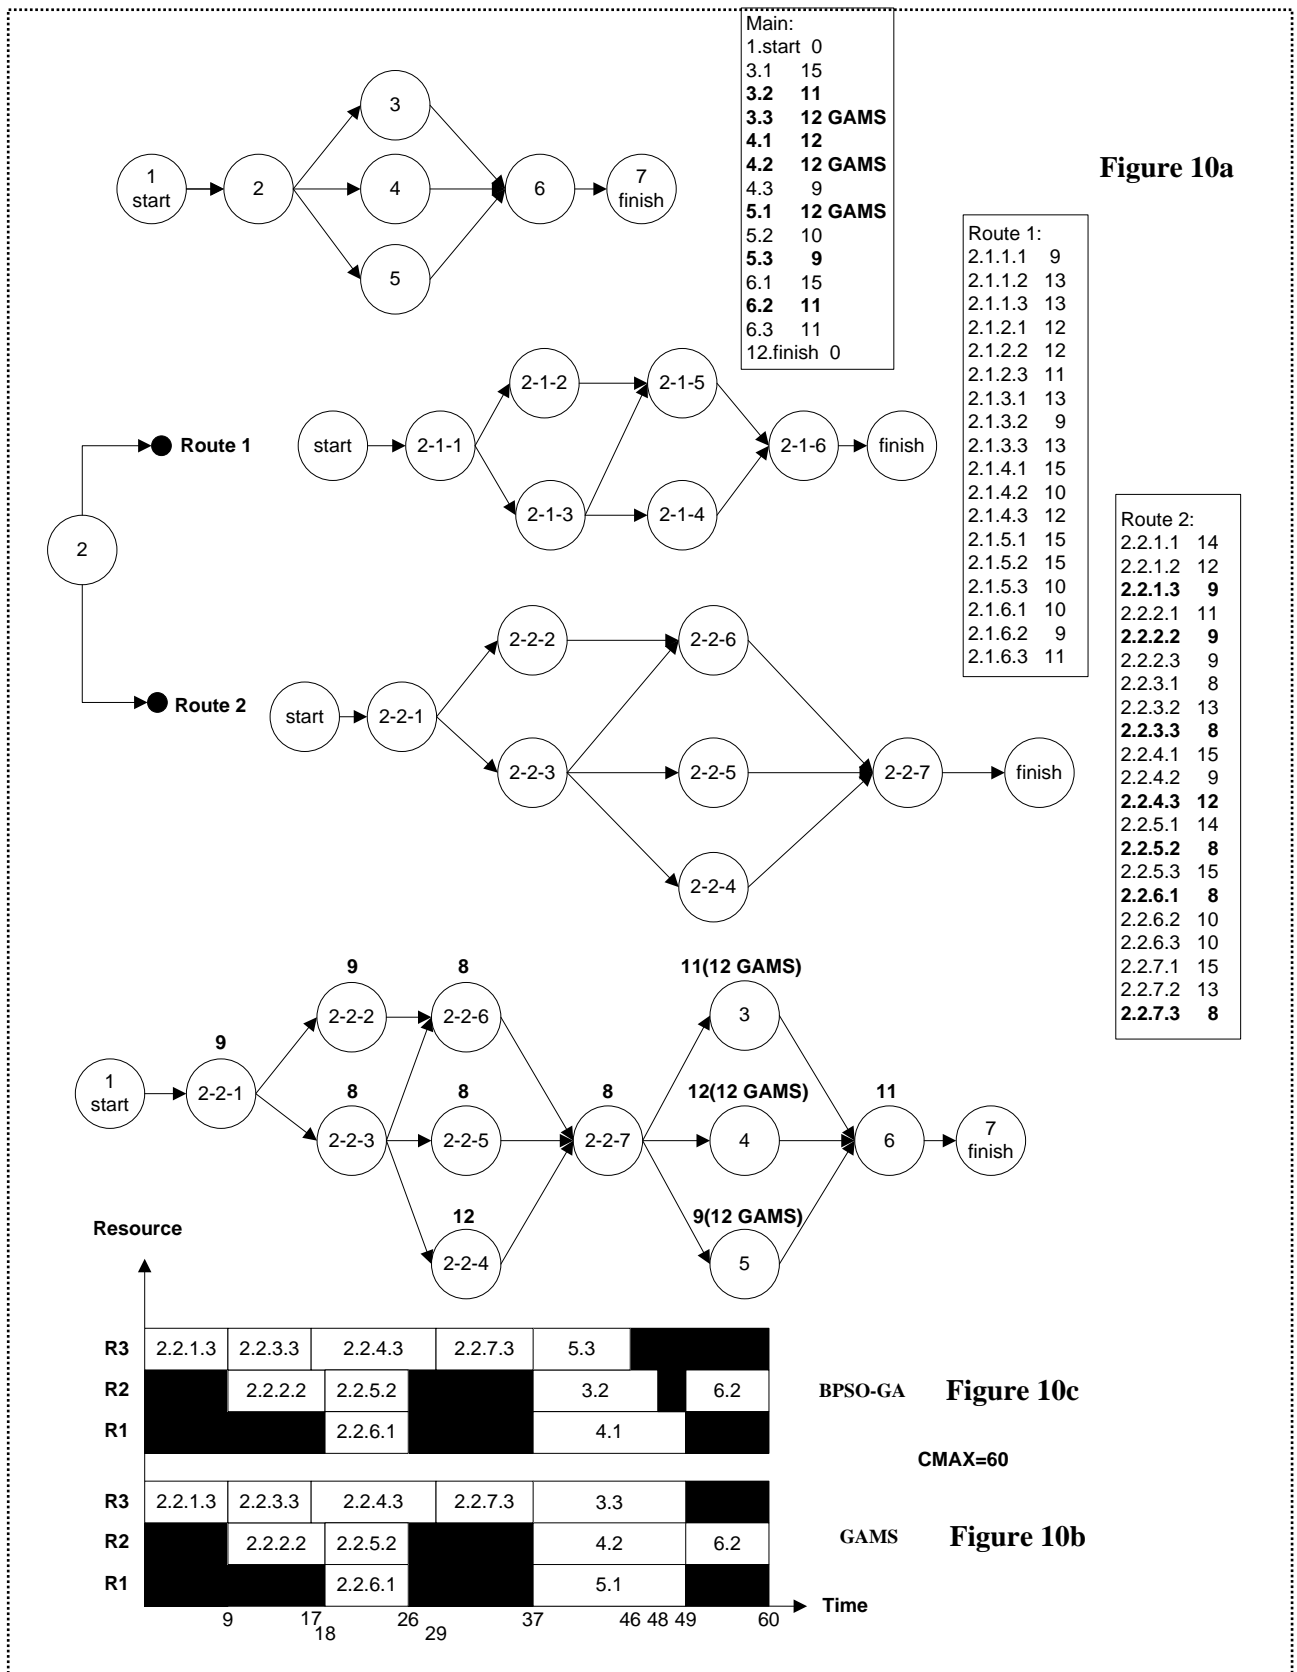 Main:
1.start 0
3.1 15
3.2 11
3.3 12 GAMS
4.1 12
4.2 12 GAMS
4.3 9
5.1 12 GAMS
5.2 10
5.3 9
6.1 15
6.2 11
6.3 11
12.finish 0
Figure 10a
1
start
2
3
4
5
6
7
finish
Route 1:
2.1.1.1 9
2.1.1.2 13
2.1.1.3 13
2.1.2.1 12
2.1.2.2 12
2.1.2.3 11
2.1.3.1 13
2.1.3.2 9
2.1.3.3 13
2.1.4.1 15
2.1.4.2 10
2.1.4.3 12
2.1.5.1 15
2.1.5.2 15
2.1.5.3 10
2.1.6.1 10
2.1.6.2 9
2.1.6.3 11
2
Route 1
start
2-1-1
2-1-2
2-1-3
2-1-5
2-1-4
2-1-6
finish
Route 2:
2.2.1.1 14
2.2.1.2 12
2.2.1.3 9
2.2.2.1 11
2.2.2.2 9
2.2.2.3 9
2.2.3.1 8
2.2.3.2 13
2.2.3.3 8
2.2.4.1 15
2.2.4.2 9
2.2.4.3 12
2.2.5.1 14
2.2.5.2 8
2.2.5.3 15
2.2.6.1 8
2.2.6.2 10
2.2.6.3 10
2.2.7.1 15
2.2.7.2 13
2.2.7.3 8
Route 2
start
2-2-1
2-2-2
2-2-3
2-2-6
2-2-5
2-2-4
2-2-7
finish
1
start
9
2-2-1
9
2-2-2
8
2-2-3
8
2-2-6
8
2-2-5
12
2-2-4
8
2-2-7
11(12 GAMS)
3
12(12 GAMS)
4
9(12 GAMS)
5
11
6
7
finish
Resource
R3 2.2.1.3 2.2.3.3 2.2.4.3 2.2.7.3 5.3
R2 2.2.2.2 2.2.5.2 3.2 6.2 BPSO-GA Figure 10c
R1 2.2.6.1 4.1
CMAX=60
R3 2.2.1.3 2.2.3.3 2.2.4.3 2.2.7.3 3.3
R2 2.2.2.2 2.2.5.2 4.2 6.2 GAMS Figure 10b
R1 2.2.6.1 5.1
Time
9 17 18 26 29 37 46 48 49 60